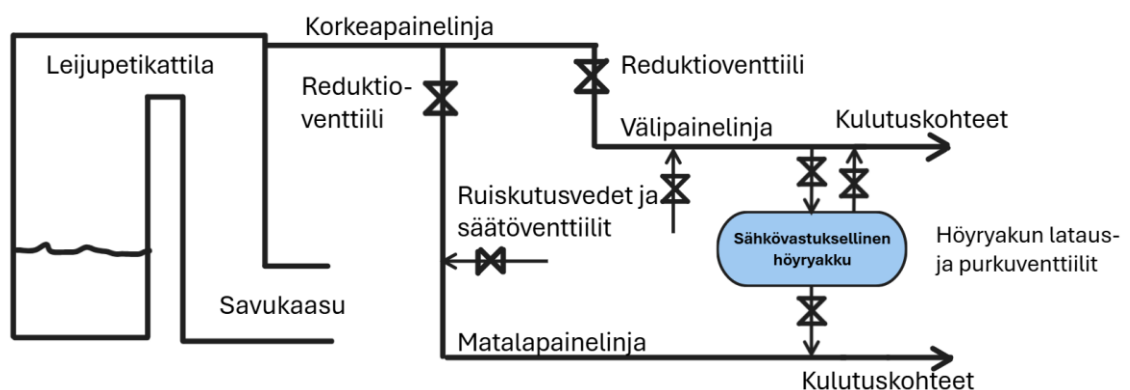 Korkeapainelinja
Leijupetikattila
Reduktio-
venttiili
Reduktioventtiili
Välipainelinja
Kulutuskohteet
Ruiskutusvedet ja
säätöventtiilit
Sähkövastuksellinen
höyryakku
Höyryakun lataus-
ja purkuventtiilit
Savukaasu
Matalapainelinja
Kulutuskohteet